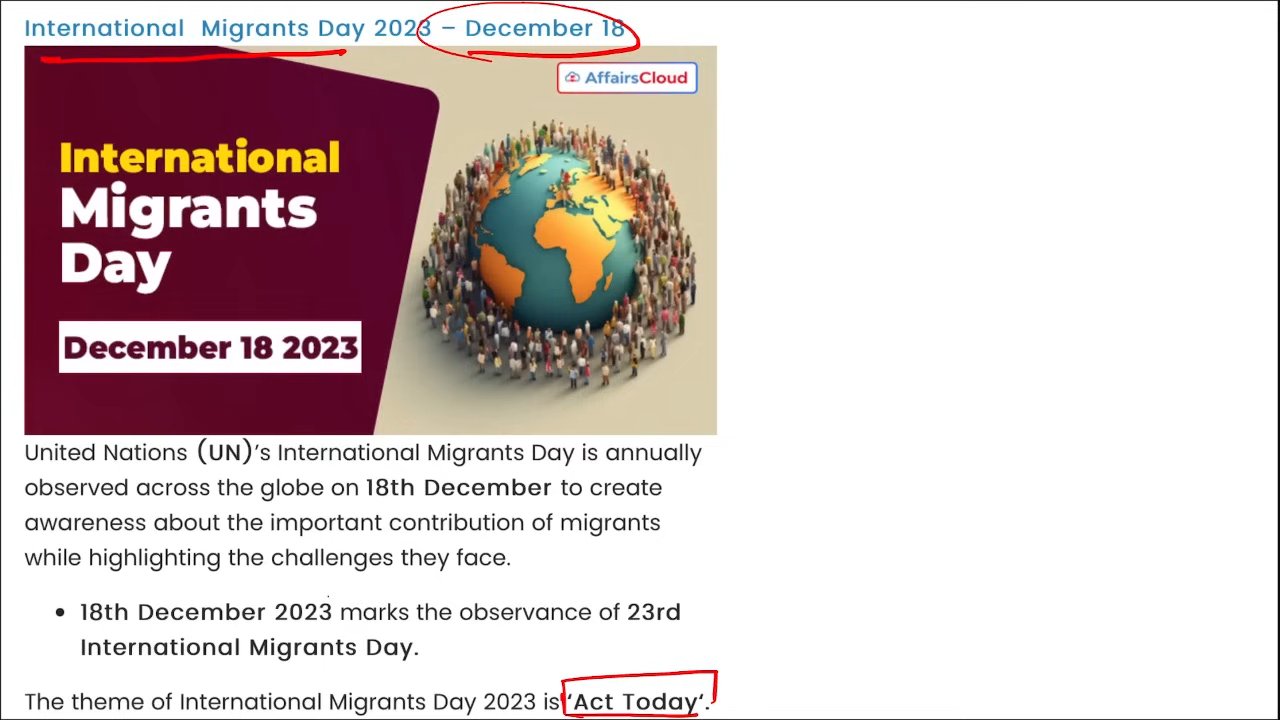 International Migrants Day 2023 – December 18
AffairsCloud
International
Migrants
Day
December 18 2023
United Nations (UN)’s International Migrants Day is annually
observed across the globe on 18th December to create
awareness about the important contribution of migrants
while highlighting the challenges they face.
• 18th December 2023 marks the observance of 23rd
International Migrants Day.
The theme of International Migrants Day 2023 is ‘Act Today‘.